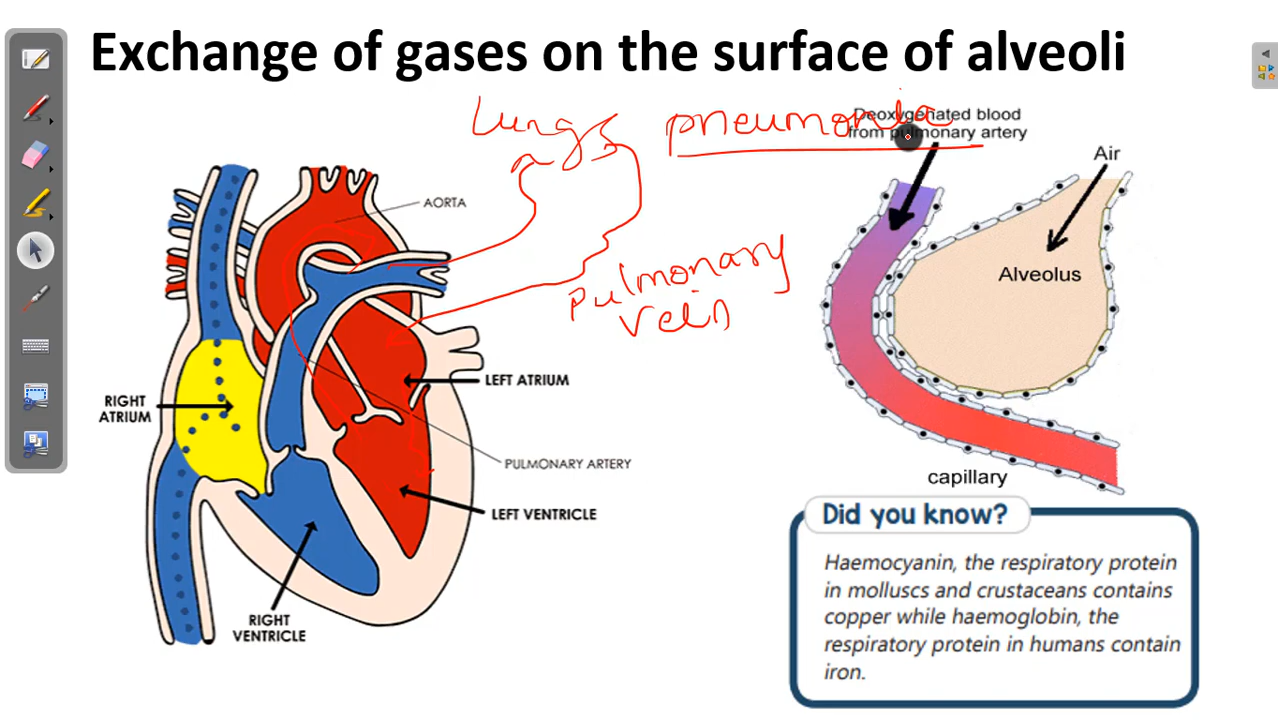 Exchange of gases on the surface of alveoli
Lungs
pneumonia
Deoxygenated blood
from pulmonary artery
Air
AORTA
Pulmonary
vein
Alveolus
LEFT ATRIUM
RIGHT
ATRIUM
PULMONARY ARTERY
capillary
LEFT VENTRICLE
RIGHT
VENTRICLE
Did you know?
Haemocyanin, the respiratory protein
in molluscs and crustaceans contains
copper while haemoglobin, the
respiratory protein in humans contain
iron.